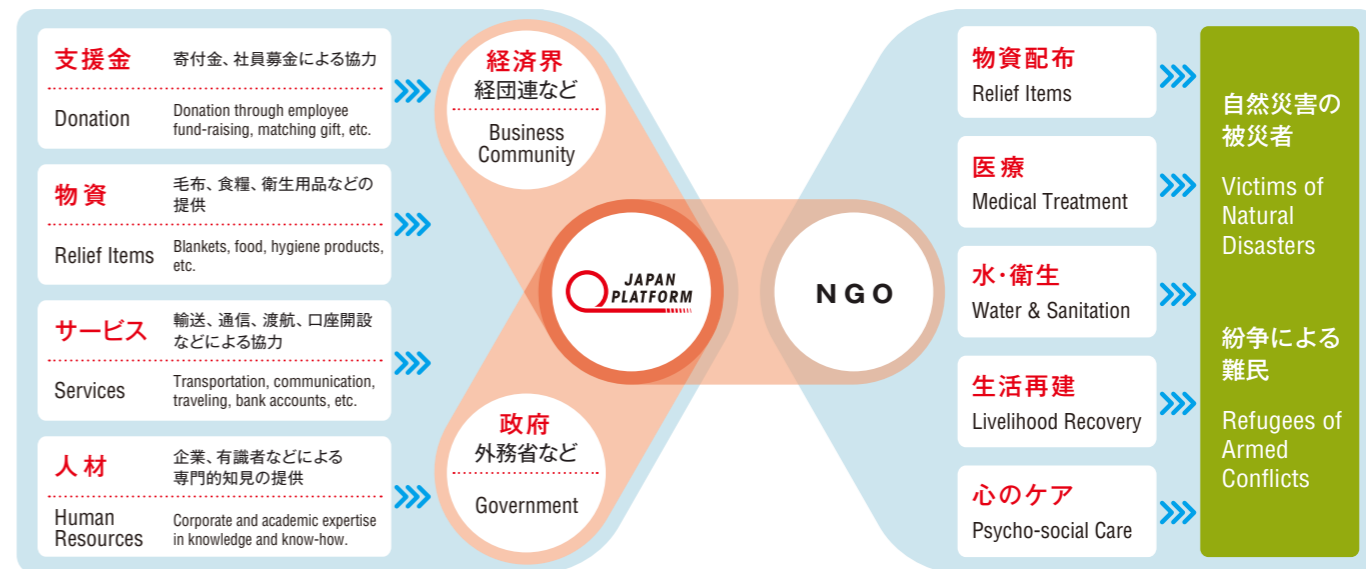 支援金
寄付金、社員募金による協力
Donation
Donation through employee
fund-raising, matching gift, etc.
物資
毛布、食糧、衛生用品などの
提供
Relief Items
Blankets, food, hygiene products,
etc.
サービス
輸送、通信、渡航、口座開設
などによる協力
Services
Transportation, communication,
traveling, bank accounts, etc.
人材
企業、有識者などによる
専門的知見の提供
Human
Resources
Corporate and academic expertise
in knowledge and know-how.
経済界
経団連など
Business
Community
政府
外務省など
Government
JAPAN
PLATFORM
NGO
物資配布
Relief Items
医療
Medical Treatment
水・衛生
Water & Sanitation
生活再建
Livelihood Recovery
心のケア
Psycho-social Care
自然災害の
被災者
Victims of
Natural
Disasters
紛争による
難民
Refugees of
Armed
Conflicts